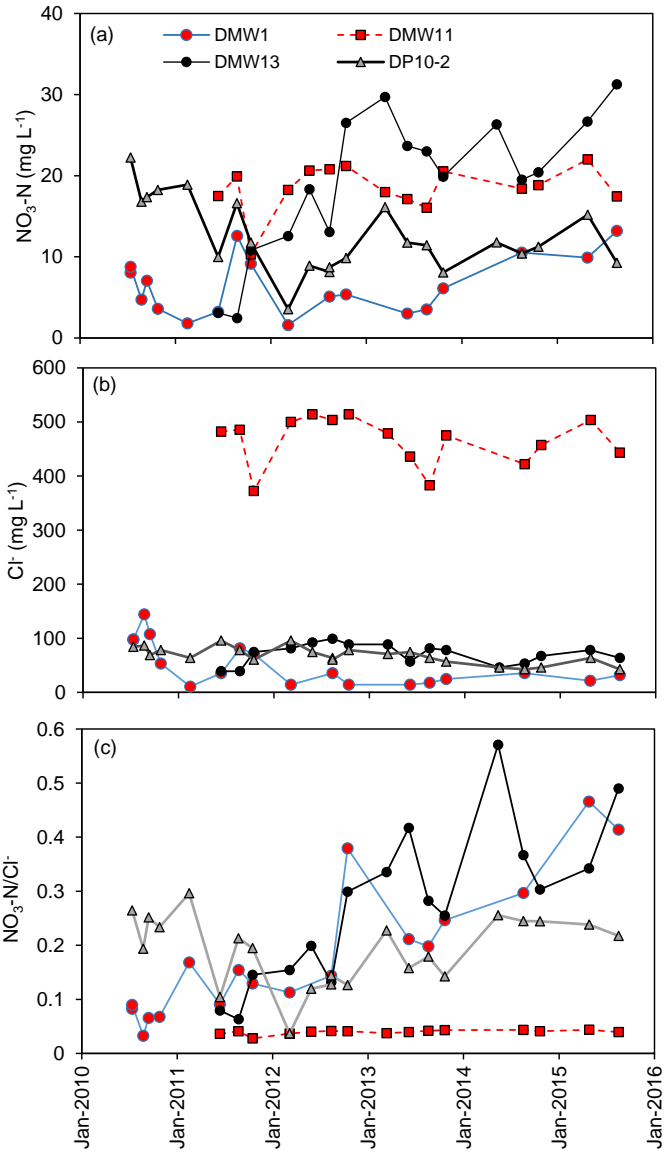 (a)
DMW1
DMW11
DMW13
DP10-2
NO₃-N (mg L⁻¹)
40
30
20
10
0
(b)
Cl⁻ (mg L⁻¹)
600
500
400
300
200
100
0
(c)
NO₃-N/Cl⁻
0.6
0.5
0.4
0.3
0.2
0.1
0
Jan-2010
Jan-2011
Jan-2012
Jan-2013
Jan-2014
Jan-2015
Jan-2016